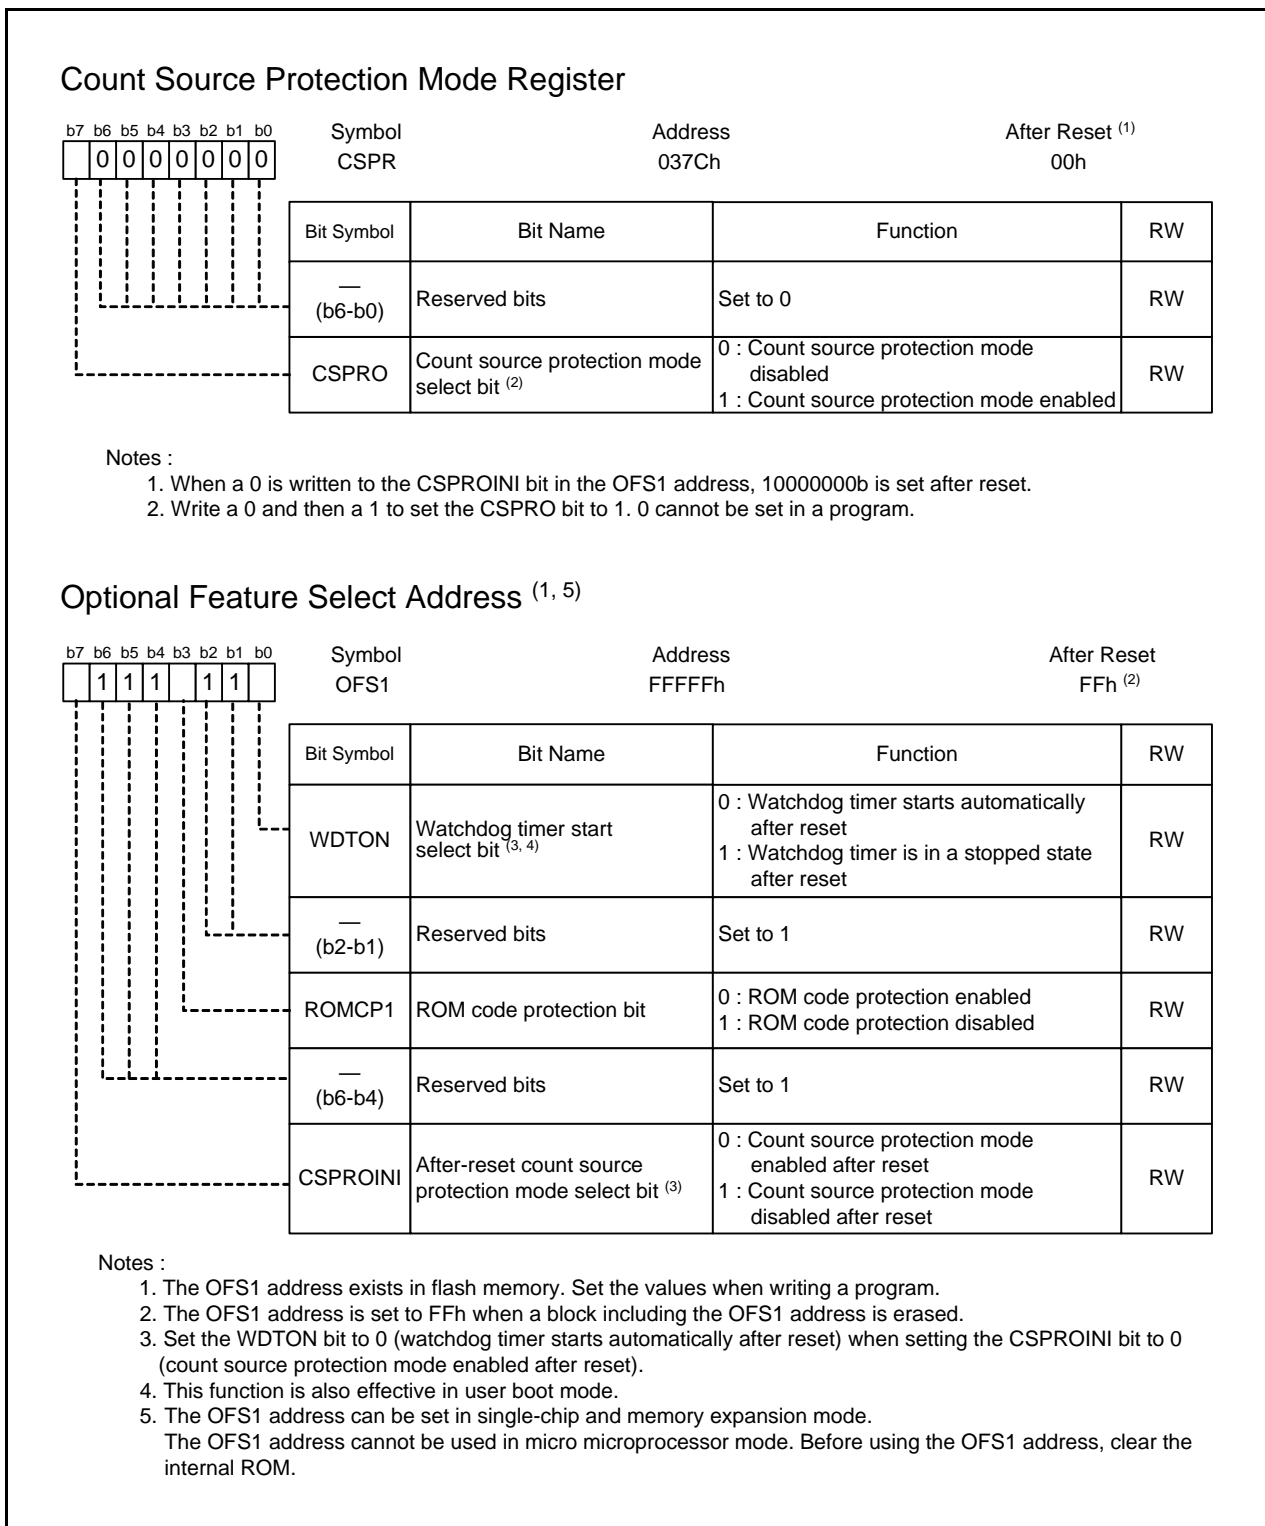 Count Source Protection Mode Register
b7 b6 b5 b4 b3 b2 b1 b0 Symbol Address After Reset (1)
0 0 0 0 0 0 0 CSPR 037Ch 00h
Bit Symbol Bit Name Function RW
— (b6-b0) Reserved bits Set to 0 RW
CSPRO Count source protection mode select bit (2) 0 : Count source protection mode disabled RW
1 : Count source protection mode enabled
Notes :
1. When a 0 is written to the CSPROINI bit in the OFS1 address, 10000000b is set after reset.
2. Write a 0 and then a 1 to set the CSPRO bit to 1. 0 cannot be set in a program.
Optional Feature Select Address (1, 5)
b7 b6 b5 b4 b3 b2 b1 b0 Symbol Address After Reset
1 1 1 1 1 OFS1 FFFFFh FFh (2)
Bit Symbol Bit Name Function RW
WDTON Watchdog timer start select bit (3, 4) 0 : Watchdog timer starts automatically after reset RW
1 : Watchdog timer is in a stopped state after reset
— (b2-b1) Reserved bits Set to 1 RW
ROMCP1 ROM code protection bit 0 : ROM code protection enabled RW
1 : ROM code protection disabled
— (b6-b4) Reserved bits Set to 1 RW
CSPROINI After-reset count source protection mode select bit (3) 0 : Count source protection mode enabled after reset RW
1 : Count source protection mode disabled after reset
Notes :
1. The OFS1 address exists in flash memory. Set the values when writing a program.
2. The OFS1 address is set to FFh when a block including the OFS1 address is erased.
3. Set the WDTON bit to 0 (watchdog timer starts automatically after reset) when setting the CSPROINI bit to 0
(count source protection mode enabled after reset).
4. This function is also effective in user boot mode.
5. The OFS1 address can be set in single-chip and memory expansion mode.
The OFS1 address cannot be used in micro microprocessor mode. Before using the OFS1 address, clear the
internal ROM.